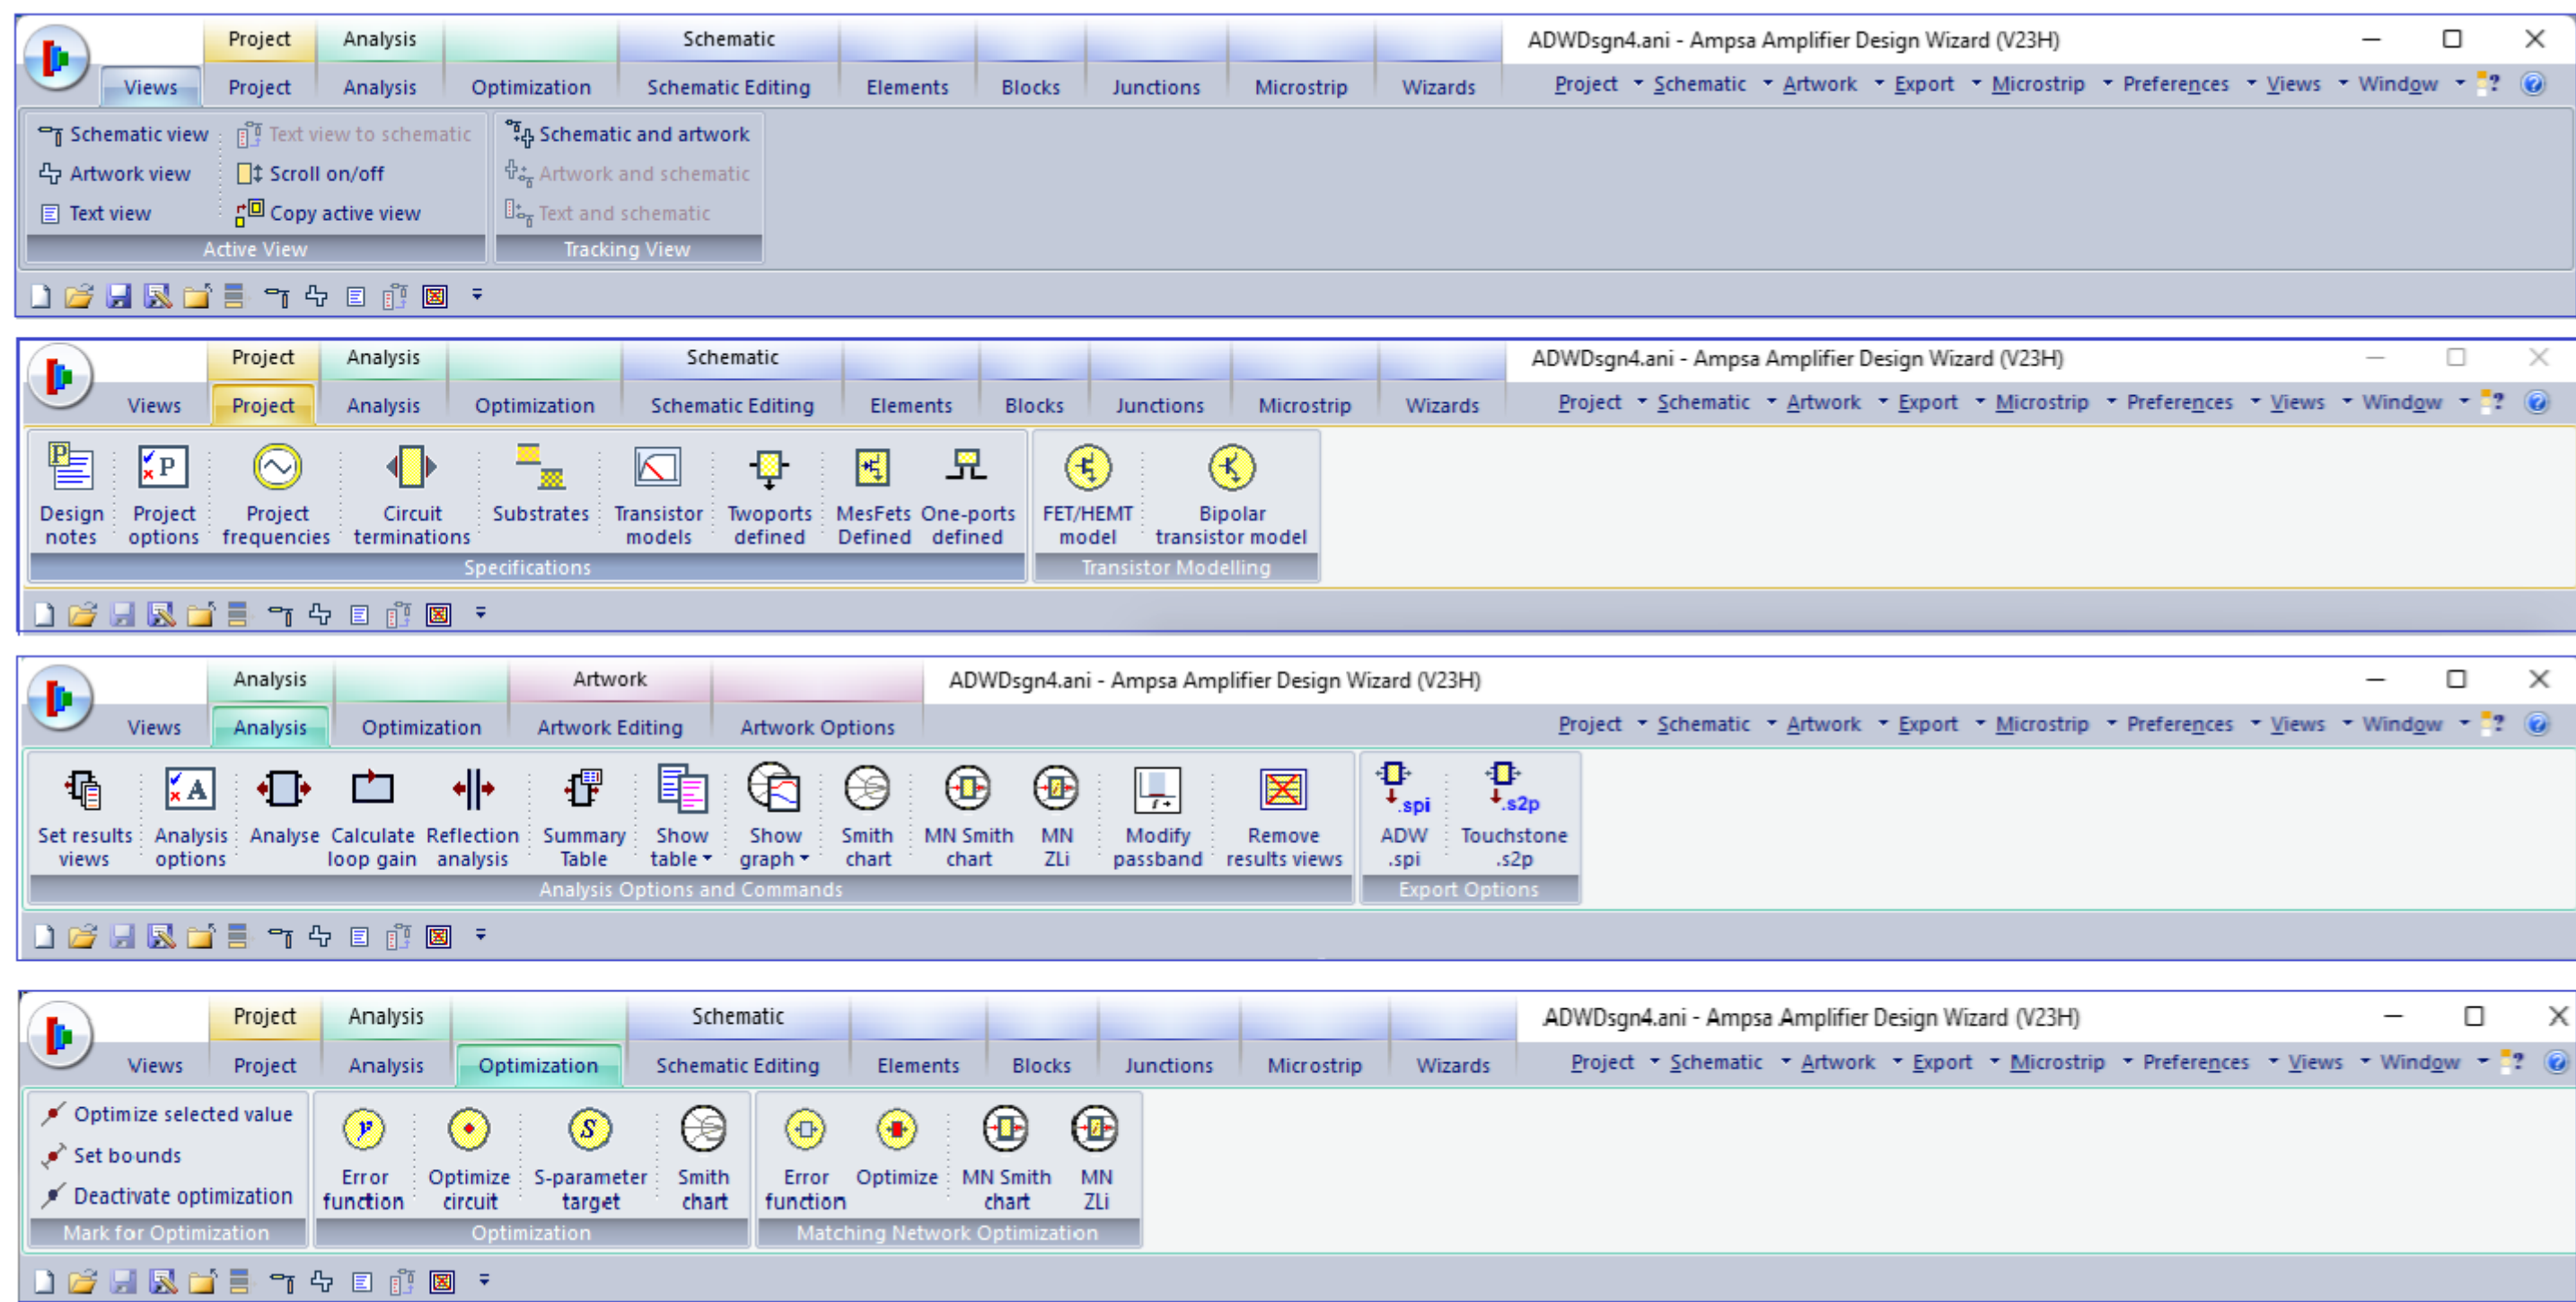 Project Analysis Schematic ADWDsgn4.ani - Ampsa Amplifier Design Wizard (V23H)
Views Project Analysis Optimization Schematic Editing Elements Blocks Junctions Microstrip Wizards Project Schematic Artwork Export Microstrip Preferences Views Window ?
Schematic view Text view to schematic Schematic and artwork
Artwork view Scroll on/off Artwork and schematic
Text view Copy active view Text and schematic
Active View Tracking View
Project Analysis Schematic ADWDsgn4.ani - Ampsa Amplifier Design Wizard (V23H)
Views Project Analysis Optimization Schematic Editing Elements Blocks Junctions Microstrip Wizards Project Schematic Artwork Export Microstrip Preferences Views Window ?
P P
Design Project Project Circuit Substrates Transistor Twoports MesFets One-ports FET/HEMT Bipolar
notes options frequencies terminations models defined Defined defined model transistor model
Specifications Transistor Modelling
Analysis Artwork ADWDsgn4.ani - Ampsa Amplifier Design Wizard (V23H)
Views Analysis Optimization Artwork Editing Artwork Options Project Schematic Artwork Export Microstrip Preferences Views Window ?
A f .spi .s2p
Set results Analysis Analyse Calculate Reflection Summary Show Show Smith MN Smith MN Modify Remove ADW Touchstone
views options loop gain analysis Table table graph chart chart ZLi passband results views .spi .s2p
Analysis Options and Commands Export Options
Project Analysis Schematic ADWDsgn4.ani - Ampsa Amplifier Design Wizard (V23H)
Views Project Analysis Optimization Schematic Editing Elements Blocks Junctions Microstrip Wizards Project Schematic Artwork Export Microstrip Preferences Views Window ?
Optimize selected value
Set bounds S
Deactivate optimization
Error Optimize S-parameter Smith Error Optimize MN Smith MN
function circuit target chart function chart ZLi
Mark for Optimization Optimization Matching Network Optimization